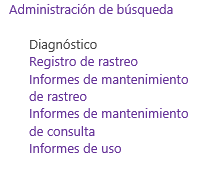 Administración de búsqueda
Diagnóstico
Registro de rastreo
Informes de mantenimiento
de rastreo
Informes de mantenimiento
de consulta
Informes de uso